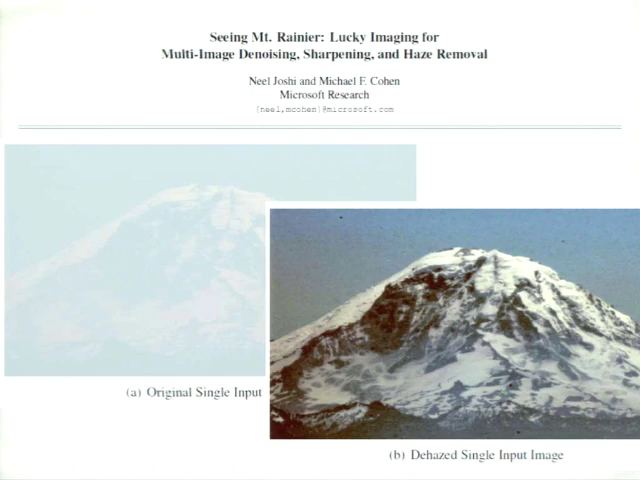 Seeing Mt. Rainier: Lucky Imaging for
Multi-Image Denoising, Sharpening, and Haze Removal
Neel Joshi and Michael F. Cohen
Microsoft Research
{neel,mcohen}@microsoft.com
(a) Original Single Input
(b) Dehazed Single Input Image